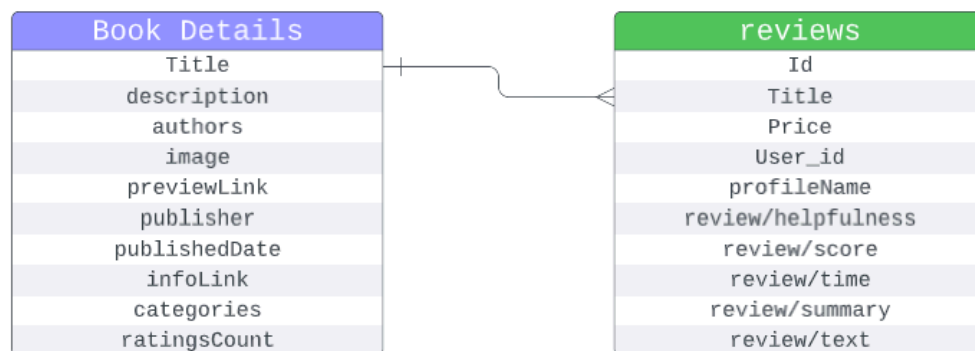 Book Details
Title
description
authors
image
previewLink
publisher
publishedDate
infoLink
categories
ratingsCount
reviews
Id
Title
Price
User_id
profileName
review/helpfulness
review/score
review/time
review/summary
review/text